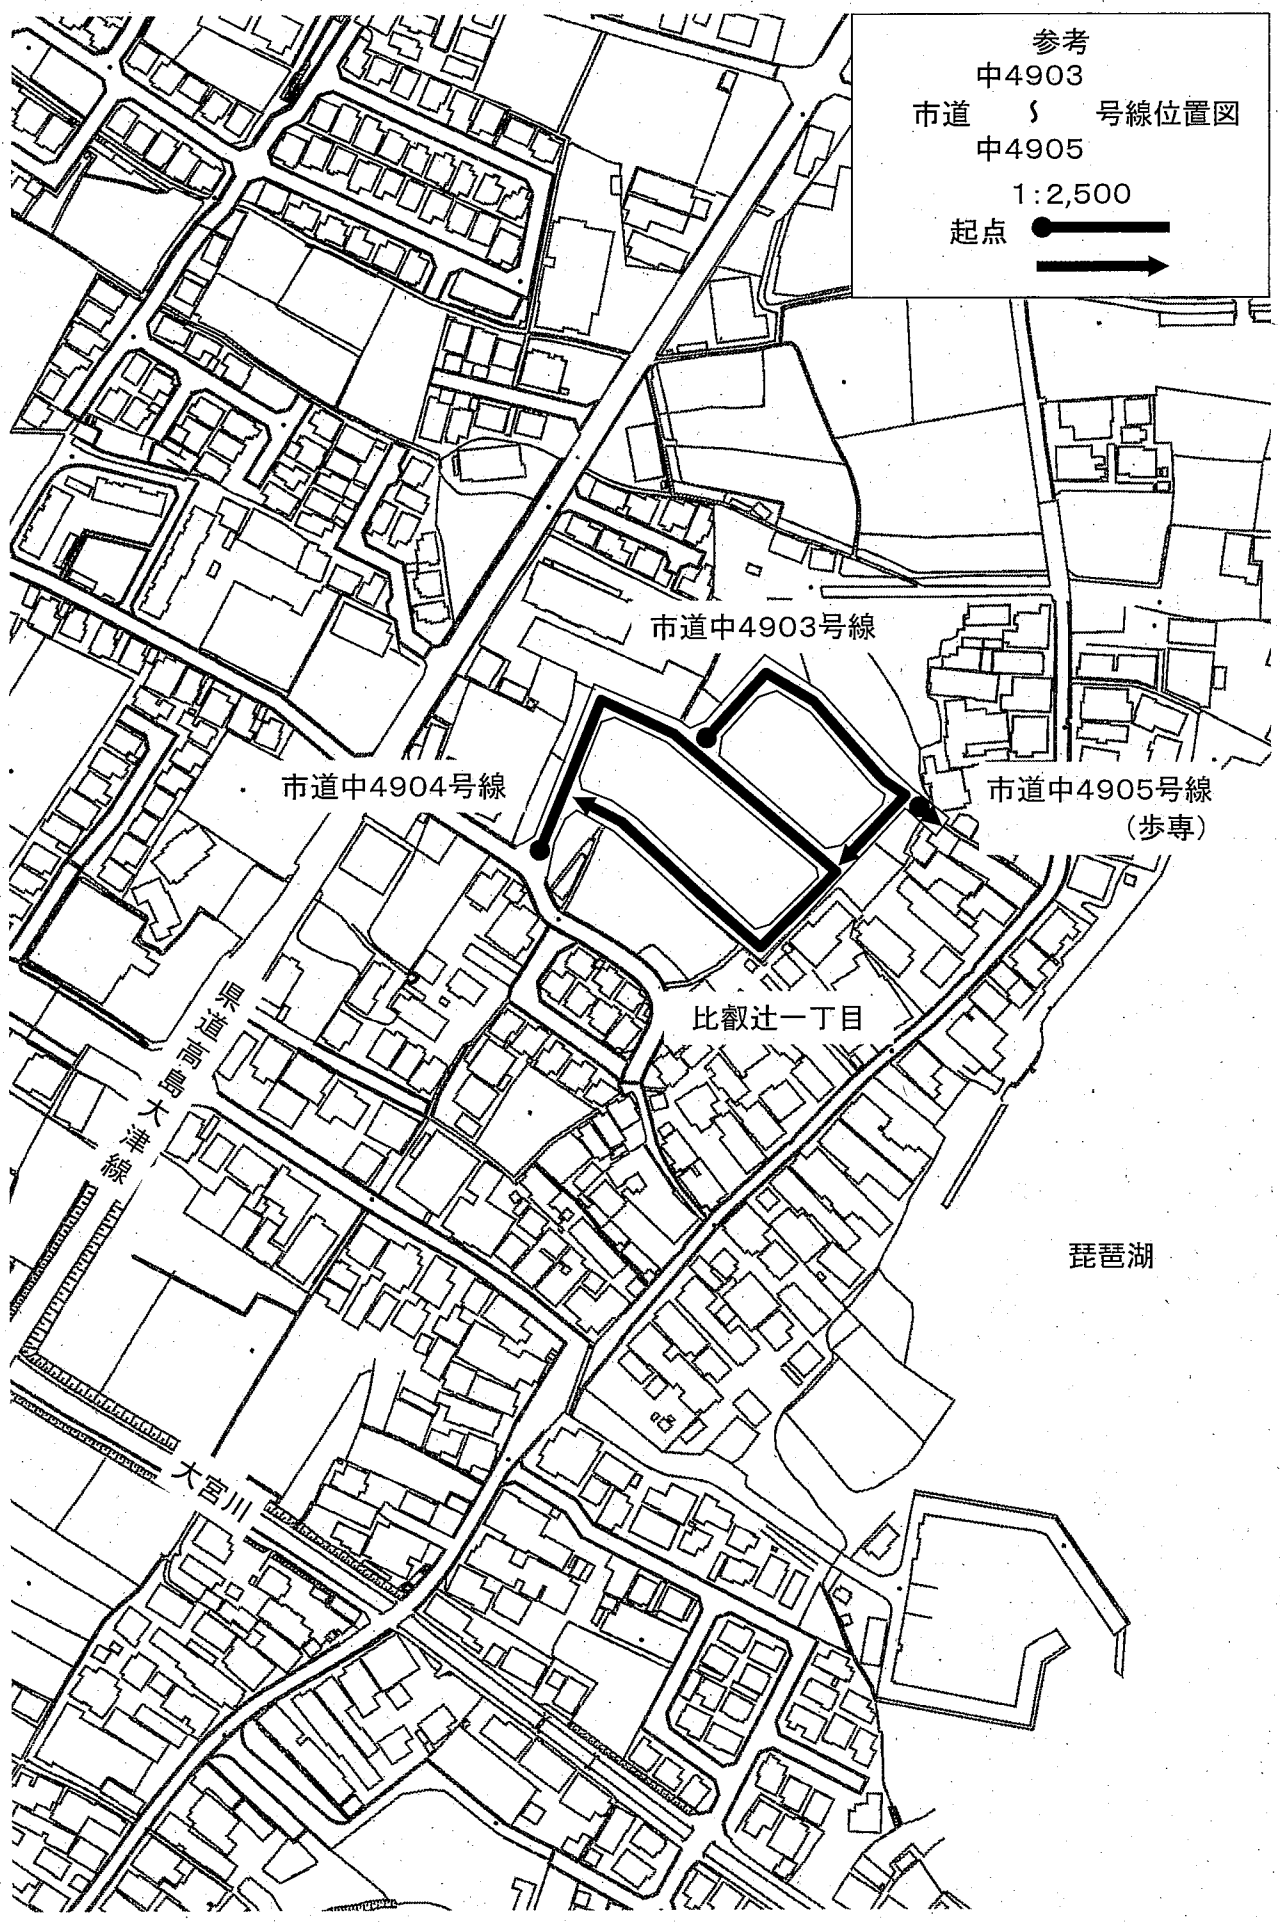 参考
中4903
市道 ～ 号線位置図
中4905
1:2,500
起点
市道中4903号線
市道中4904号線
市道中4905号線
（歩専）
比叡辻一丁目
県道高島大津線
琵琶湖
大宮川